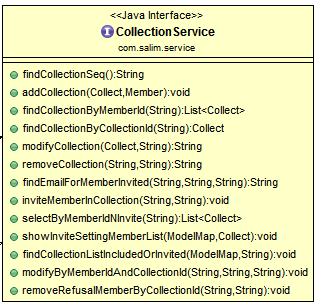 <<Java Interface>>
CollectionService
com.salim.service
findCollectionSeq():String
addCollection(Collect,Member):void
findCollectionByMemberId(String):List<Collect>
findCollectionByCollectionId(String):Collect
modifyCollection(Collect,String):String
removeCollection(String,String):String
findEmailForMemberInvited(String,String,String):String
inviteMemberInCollection(String,String):void
selectByMemberIdNInvite(String):List<Collect>
showInviteSettingMemberList(ModelMap,Collect):void
findCollectionListIncludedOrInvited(ModelMap,String):void
modifyByMemberIdAndCollectionId(String,String,String):void
removeRefusalMemberByCollectionId(String,String):void